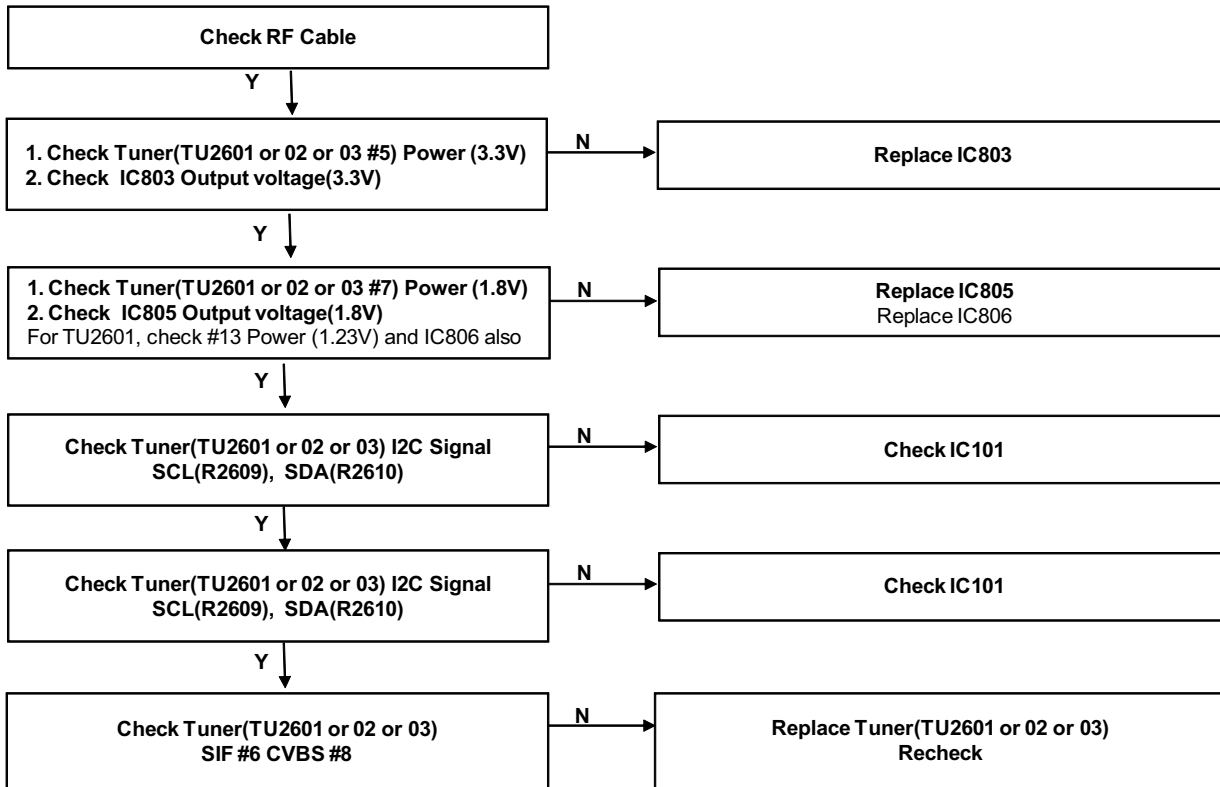 Check RF Cable
Y
1. Check Tuner(TU2601 or 02 or 03 #5) Power (3.3V)
2. Check IC803 Output voltage(3.3V)
N
Replace IC803
Y
1. Check Tuner(TU2601 or 02 or 03 #7) Power (1.8V)
2. Check IC805 Output voltage(1.8V)
For TU2601, check #13 Power (1.23V) and IC806 also
N
Replace IC805
Replace IC806
Y
Check Tuner(TU2601 or 02 or 03) I2C Signal
SCL(R2609), SDA(R2610)
N
Check IC101
Y
Check Tuner(TU2601 or 02 or 03) I2C Signal
SCL(R2609), SDA(R2610)
N
Check IC101
Y
Check Tuner(TU2601 or 02 or 03)
SIF #6 CVBS #8
N
Replace Tuner(TU2601 or 02 or 03)
Recheck